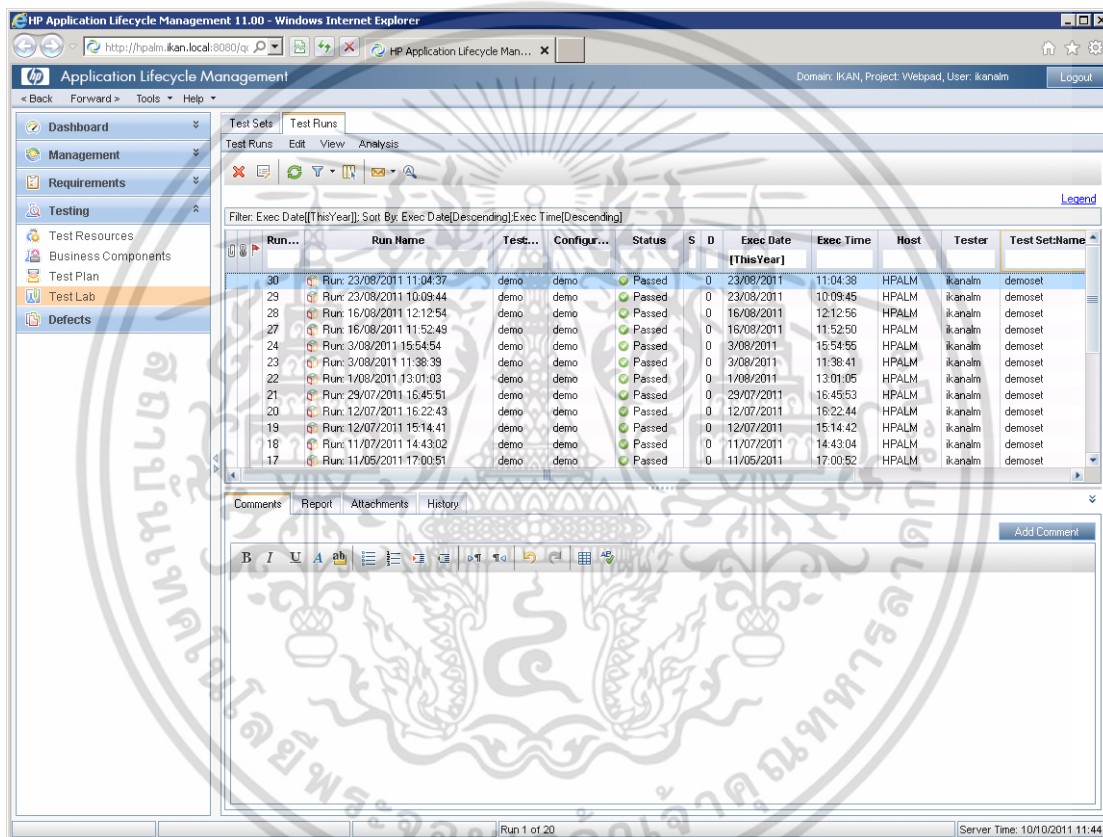 HP Application Lifecycle Management 11.00 - Windows Internet Explorer
http://hpalm.ikan.local:8080/qc
HP Application Lifecycle Man...
hp Application Lifecycle Management Domain: IKAN, Project: Webpad, User: ikanalm Logout
« Back Forward » Tools Help
Dashboard
Management
Requirements
Testing
Test Resources
Business Components
Test Plan
Test Lab
Defects
Test Sets Test Runs
Test Runs Edit View Analysis
Legend
Filter: Exec Date[[ThisYear]]; Sort By: Exec Date[Descending];Exec Time[Descending]
Run... Run Name Test:... Configur... Status S D Exec Date Exec Time Host Tester Test Set:Name
[ThisYear]
30 Run: 23/08/2011 11:04:37 demo demo Passed 0 23/08/2011 11:04:38 HPALM ikanalm demoset
29 Run: 23/08/2011 10:09:44 demo demo Passed 0 23/08/2011 10:09:45 HPALM ikanalm demoset
28 Run: 16/08/2011 12:12:54 demo demo Passed 0 16/08/2011 12:12:56 HPALM ikanalm demoset
27 Run: 16/08/2011 11:52:49 demo demo Passed 0 16/08/2011 11:52:50 HPALM ikanalm demoset
24 Run: 3/08/2011 15:54:54 demo demo Passed 0 3/08/2011 15:54:55 HPALM ikanalm demoset
23 Run: 3/08/2011 11:38:39 demo demo Passed 0 3/08/2011 11:38:41 HPALM ikanalm demoset
22 Run: 1/08/2011 13:01:03 demo demo Passed 0 1/08/2011 13:01:05 HPALM ikanalm demoset
21 Run: 29/07/2011 16:45:51 demo demo Passed 0 29/07/2011 16:45:53 HPALM ikanalm demoset
20 Run: 12/07/2011 16:22:43 demo demo Passed 0 12/07/2011 16:22:44 HPALM ikanalm demoset
19 Run: 12/07/2011 15:14:41 demo demo Passed 0 12/07/2011 15:14:42 HPALM ikanalm demoset
18 Run: 11/07/2011 14:43:02 demo demo Passed 0 11/07/2011 14:43:04 HPALM ikanalm demoset
17 Run: 11/05/2011 17:00:51 demo demo Passed 0 11/05/2011 17:00:52 HPALM ikanalm demoset
Comments Report Attachments History
Add Comment
B I U A ab
Run 1 of 20
Server Time: 10/10/2011 11:44